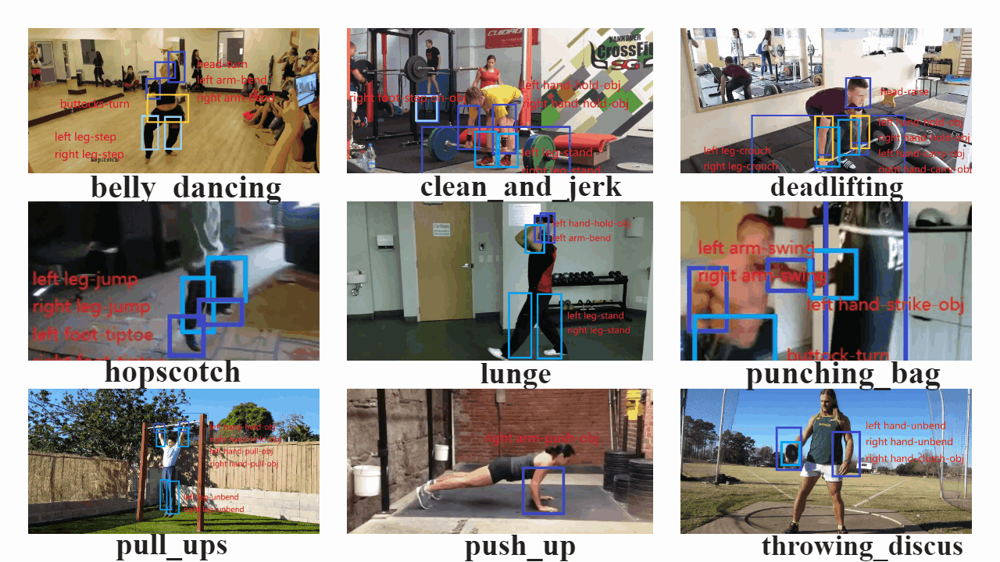 head-turn
left arm-bend
right arm-bend
buttocks-turn
left leg-step
right leg-step
hopscotch
belly_dancing
HANNOVER
CrossFit
SG
left hand-hold-obj
right foot-step-on-obj
right hand-hold-obj
left leg-stand
right leg-stand
clean_and_jerk
head-raise
left hand-hold-obj
right hand-hold-obj
left hand-carry-obj
right hand-carry-obj
left leg-crouch
right leg-crouch
deadlifting
left leg-jump
right leg-jump
left foot-tiptoe
right foot-tiptoe
hopscotch
left hand-hold-obj
left arm-bend
left leg-stand
right leg-stand
lunge
left arm-swing
right arm-swing
left hand-strike-obj
buttock-turn
punching_bag
left hand-hold-obj
left hand-pull-obj
right hand-pull-obj
left leg-unbend
right leg-unbend
pull_ups
right arm-push-obj
push_up
left hand-unbend
right hand-unbend
right hand-clutch-obj
throwing_discus